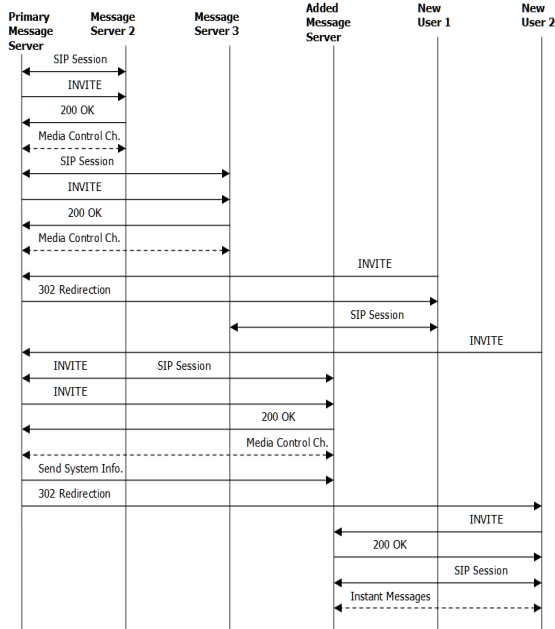 Primary Message Server
Message Server 2
Message Server 3
Added Message Server
New User 1
New User 2
SIP Session
INVITE
200 OK
Media Control Ch.
SIP Session
INVITE
200 OK
Media Control Ch.
INVITE
302 Redirection
SIP Session
INVITE
INVITE SIP Session
INVITE
200 OK
Media Control Ch.
Send System Info.
302 Redirection
INVITE
200 OK
SIP Session
Instant Messages